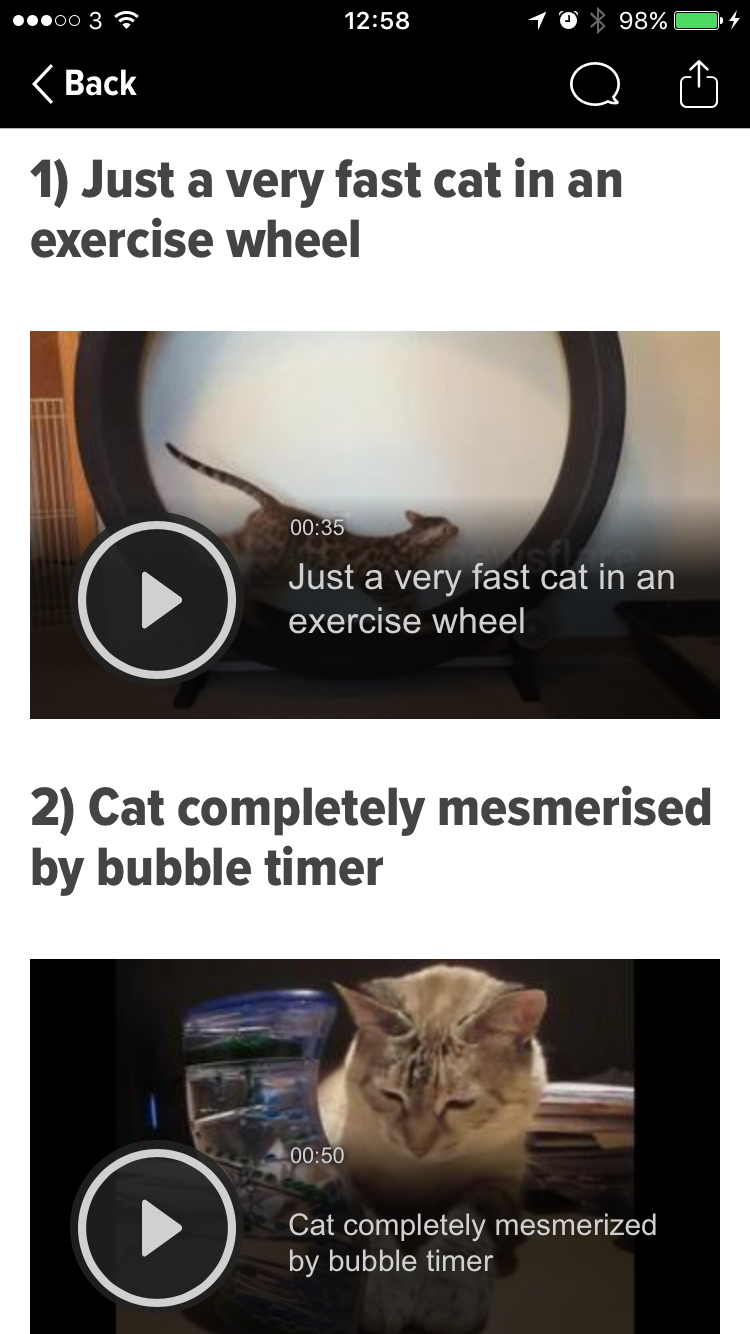 3 12:58 98%
Back
1) Just a very fast cat in an
exercise wheel
00:35
newsflare
Just a very fast cat in an
exercise wheel
2) Cat completely mesmerised
by bubble timer
00:50
Cat completely mesmerized
by bubble timer